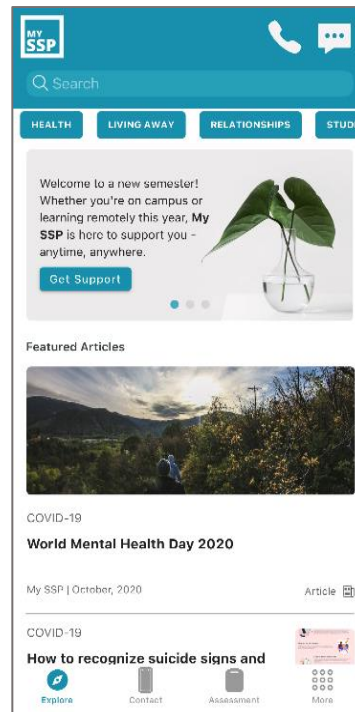 MY
SSP
Search
HEALTH LIVING AWAY RELATIONSHIPS STUD
Welcome to a new semester!
Whether you're on campus or
learning remotely this year, My
SSP is here to support you -
anytime, anywhere.
Get Support
Featured Articles
COVID-19
World Mental Health Day 2020
My SSP | October, 2020 Article
COVID-19
How to recognize suicide signs and
Explore Contact Assessment More